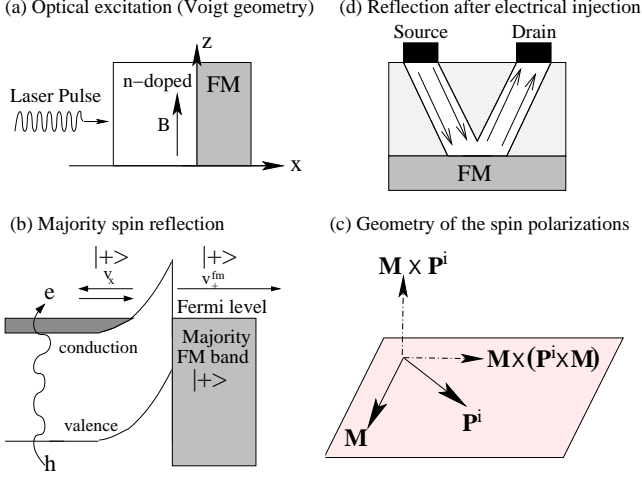 (a) Optical excitation (Voigt geometry)
z
n-doped
FM
Laser Pulse
B
x
(d) Reflection after electrical injection
Source
Drain
FM
(b) Majority spin reflection
|+>
|+>
v_x
v_+^fm
e
Fermi level
conduction
Majority
FM band
|+>
valence
h
(c) Geometry of the spin polarizations
M × P^i
M×(P^i×M)
P^i
M